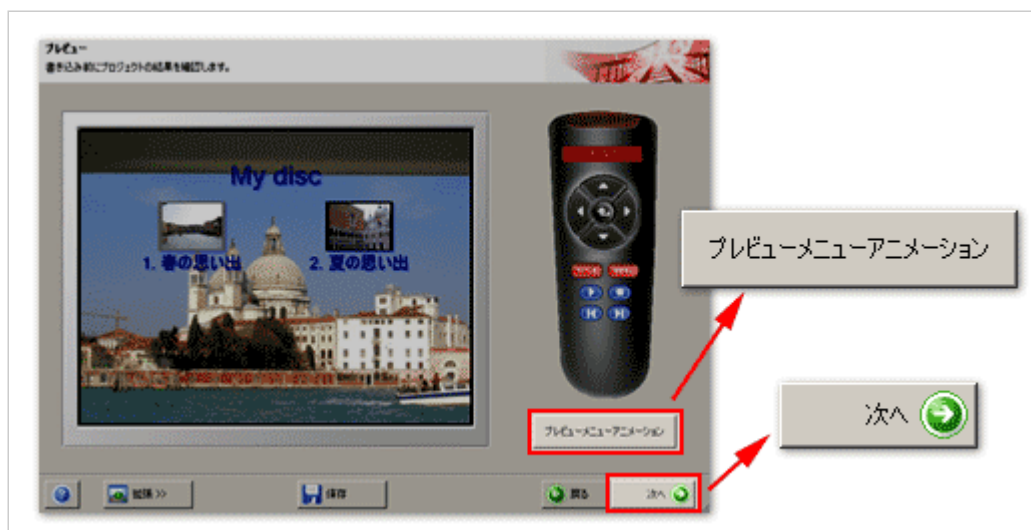 プレビュー
書き込み前にプロジェクトの結果を確認します。
My disc
1. 春の思い出
2. 夏の思い出
プレビューメニューアニメーション
プレビューメニューアニメーション
次へ
拡張 >>
保存
戻る
次へ